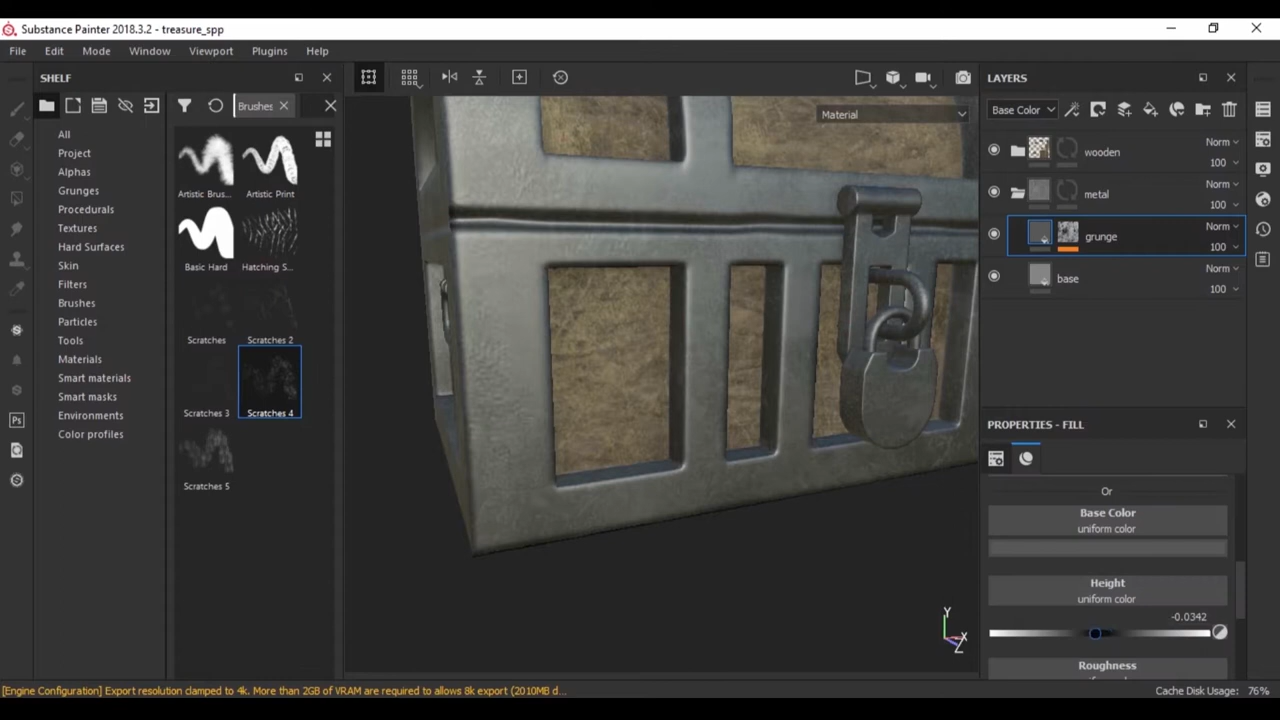 Substance Painter 2018.3.2 - treasure_spp
File Edit Mode Window Viewport Plugins Help
SHELF
Brushes
All
Project
Alphas
Grunges
Procedurals
Textures
Hard Surfaces
Skin
Filters
Brushes
Particles
Tools
Materials
Smart materials
Smart masks
Environments
Color profiles
Artistic Brus... Artistic Print
Basic Hard Hatching S...
Scratches Scratches 2
Scratches 3 Scratches 4
Scratches 5
Material
Y
X
Z
LAYERS
Base Color
wooden Norm
100
metal Norm
100
grunge Norm
100
base Norm
100
PROPERTIES - FILL
Or
Base Color
uniform color
Height
uniform color
-0.0342
Roughness
Ps
[Engine Configuration] Export resolution clamped to 4k. More than 2GB of VRAM are required to allows 8k export (2010MB d...
Cache Disk Usage: 76%